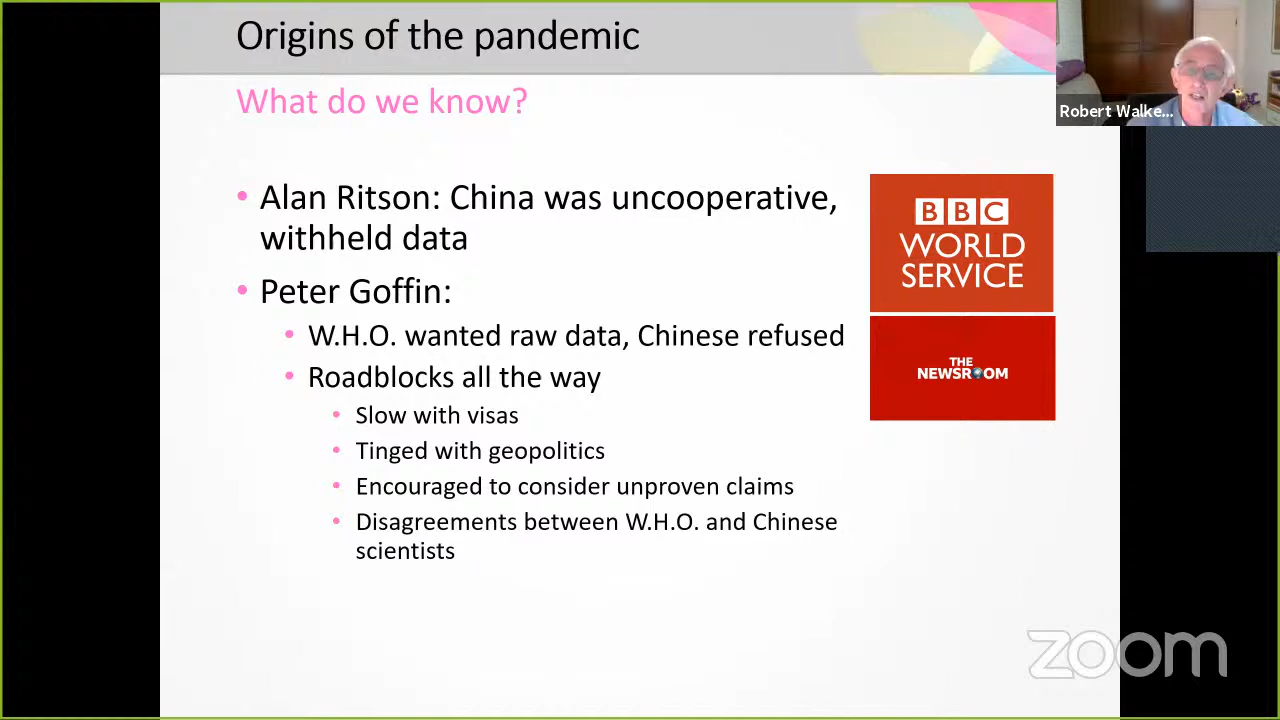 Origins of the pandemic
What do we know?
Robert Walke...
• Alan Ritson: China was uncooperative,
withheld data
• Peter Goffin:
• W.H.O. wanted raw data, Chinese refused
• Roadblocks all the way
• Slow with visas
• Tinged with geopolitics
• Encouraged to consider unproven claims
• Disagreements between W.H.O. and Chinese
scientists
BBC
WORLD
SERVICE
THE
NEWSROOM
zoom